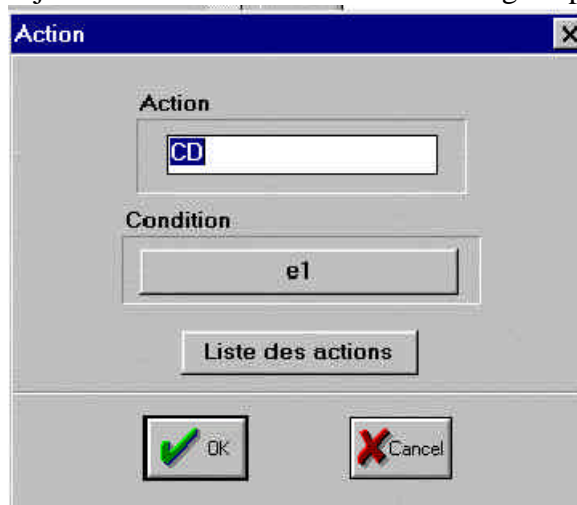 Action
Action
CD
Condition
e1
Liste des actions
OK
Cancel